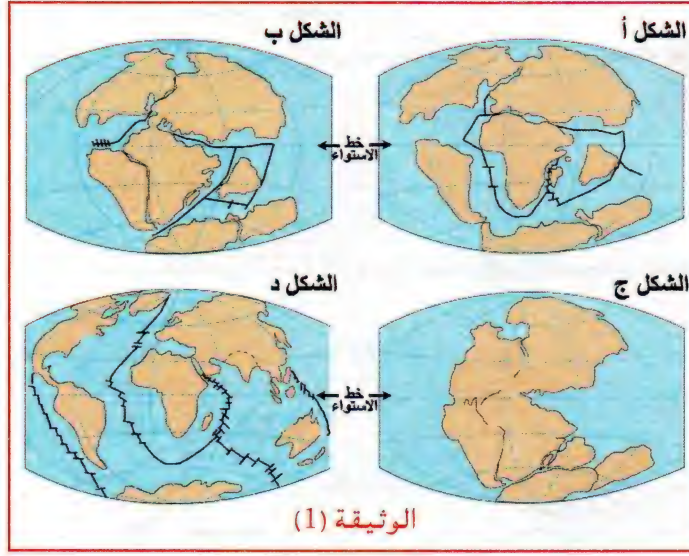 الشكل أ
الشكل ب
خط
الاستواء
الشكل ج
الشكل د
خط
الاستواء
الوثيقة (1)